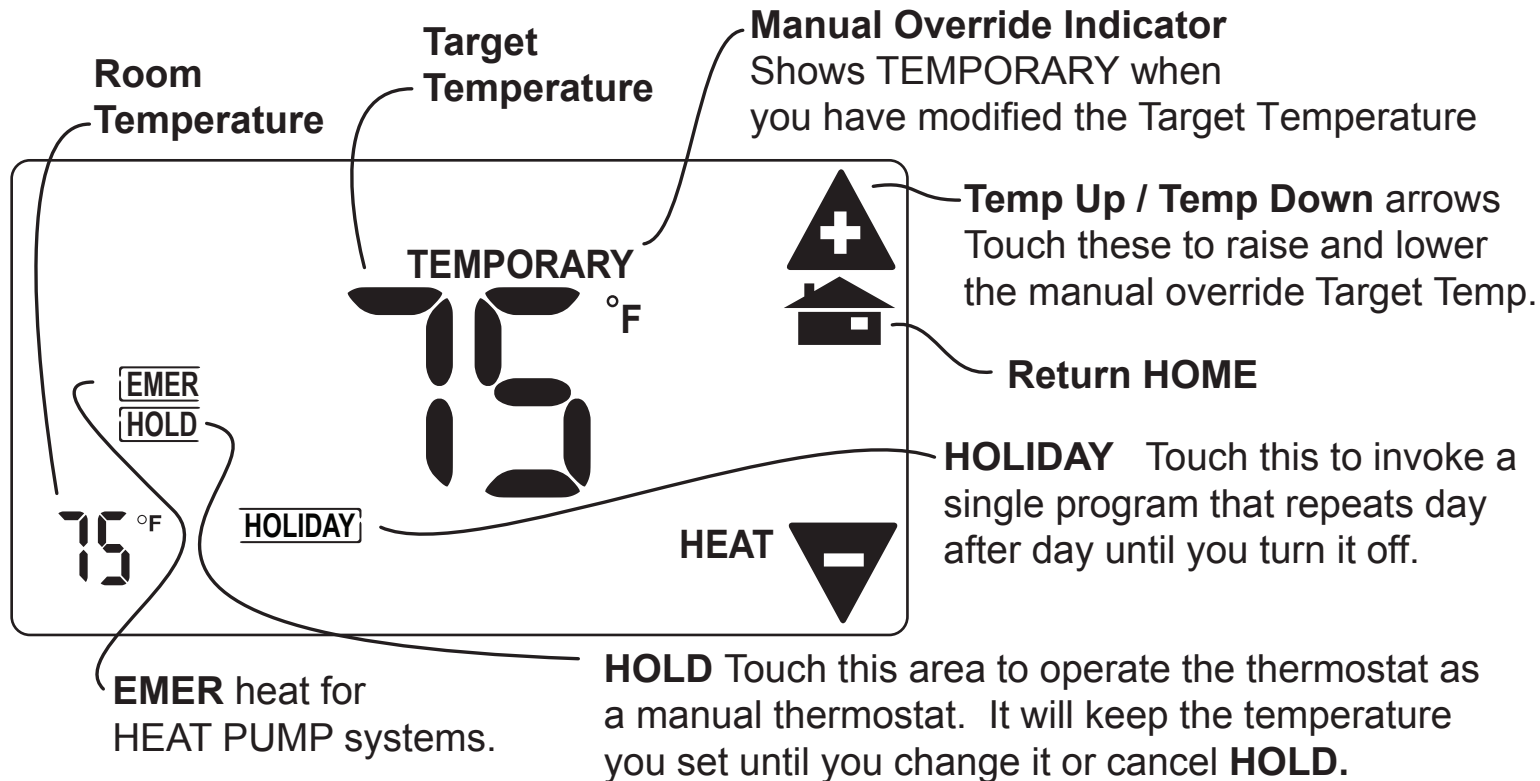 Room
Temperature
Target
Temperature
Manual Override Indicator
Shows TEMPORARY when
you have modified the Target Temperature
Temp Up / Temp Down arrows
Touch these to raise and lower
the manual override Target Temp.
TEMPORARY
75 °F
Return HOME
EMER
HOLD
75 °F
HOLIDAY
HEAT
HOLIDAY Touch this to invoke a
single program that repeats day
after day until you turn it off.
EMER heat for
HEAT PUMP systems.
HOLD Touch this area to operate the thermostat as
a manual thermostat. It will keep the temperature
you set until you change it or cancel HOLD.